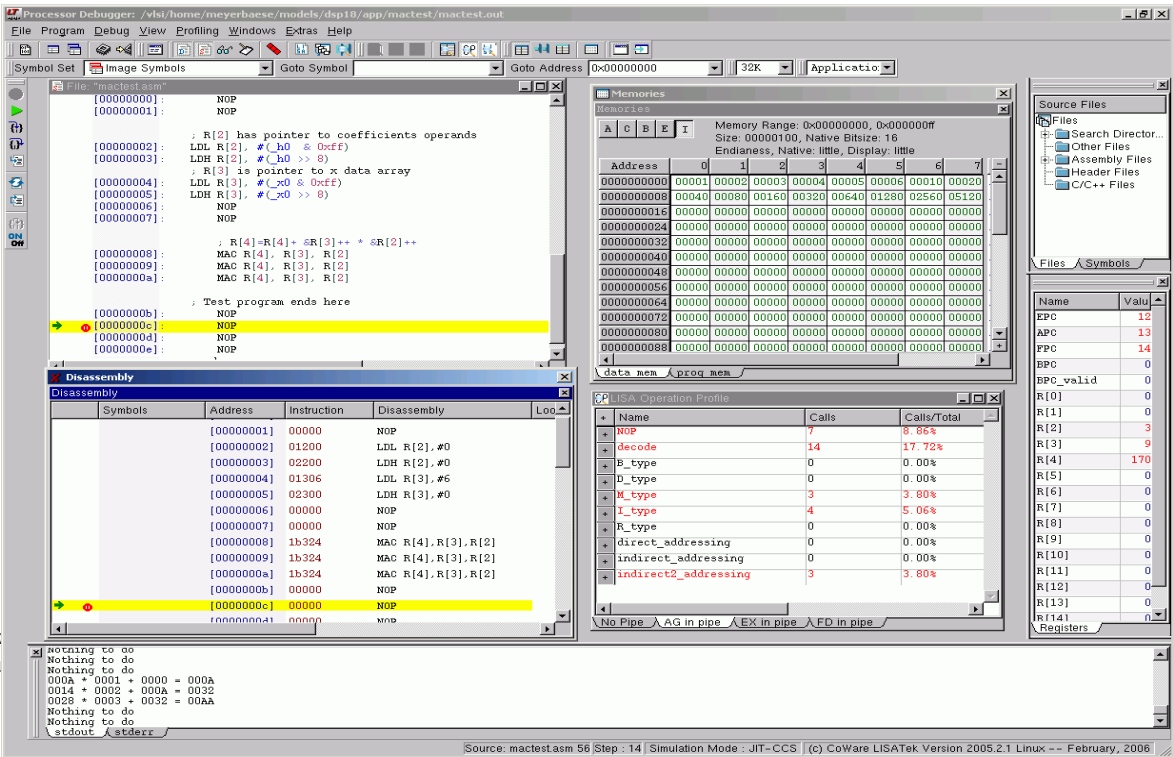 Processor Debugger: /vlsi/home/meyerbaese/models/dsp18/app/mactest/mactest.out
File Program Debug View Profiling Windows Extras Help
Symbol Set Image Symbols Goto Symbol Goto Address 0x00000000 32K Applicatio:
File: "mactest.asm"
[00000000]: NOP
[00000001]: NOP
; R[2] has pointer to coefficients operands
[00000002]: LDL R[2], #(_h0 & 0xff)
[00000003]: LDH R[2], #(_h0 >> 8)
; R[3] is pointer to x data array
[00000004]: LDL R[3], #(_x0 & 0xff)
[00000005]: LDH R[3], #(_x0 >> 8)
[00000006]: NOP
[00000007]: NOP
; R[4]=R[4]+ &R[3]++ * &R[2]++
[00000008]: MAC R[4], R[3], R[2]
[00000009]: MAC R[4], R[3], R[2]
[0000000a]: MAC R[4], R[3], R[2]
; Test program ends here
[0000000b]: NOP
[0000000c]: NOP
[0000000d]: NOP
[0000000e]: NOP
Memories
Memories
A C B E I
Memory Range: 0x00000000, 0x000000ff
Size: 00000100, Native Bitsize: 16
Endianess, Native: little, Display: little
Address 0 1 2 3 4 5 6 7
0000000000 00001 00002 00003 00004 00005 00006 00010 00020
0000000008 00040 00080 00160 00320 00640 01280 02560 05120
0000000016 00000 00000 00000 00000 00000 00000 00000 00000
0000000024 00000 00000 00000 00000 00000 00000 00000 00000
0000000032 00000 00000 00000 00000 00000 00000 00000 00000
0000000040 00000 00000 00000 00000 00000 00000 00000 00000
0000000048 00000 00000 00000 00000 00000 00000 00000 00000
0000000056 00000 00000 00000 00000 00000 00000 00000 00000
0000000064 00000 00000 00000 00000 00000 00000 00000 00000
0000000072 00000 00000 00000 00000 00000 00000 00000 00000
0000000080 00000 00000 00000 00000 00000 00000 00000 00000
0000000088 00000 00000 00000 00000 00000 00000 00000 00000
data mem prog mem
Source Files
Files
Search Director...
Other Files
Assembly Files
Header Files
C/C++ Files
Files Symbols
Disassembly
Disassembly
Symbols Address Instruction Disassembly Loo
[00000001] 00000 NOP
[00000002] 01200 LDL R[2],#0
[00000003] 02200 LDH R[2],#0
[00000004] 01306 LDL R[3],#6
[00000005] 02300 LDH R[3],#0
[00000006] 00000 NOP
[00000007] 00000 NOP
[00000008] 1b324 MAC R[4],R[3],R[2]
[00000009] 1b324 MAC R[4],R[3],R[2]
[0000000a] 1b324 MAC R[4],R[3],R[2]
[0000000b] 00000 NOP
[0000000c] 00000 NOP
[0000000d] 00000 NOP
LISA Operation Profile
Name Calls Calls/Total
NOP 7 8.86%
decode 14 17.72%
B_type 0 0.00%
D_type 0 0.00%
M_type 3 3.80%
I_type 4 5.06%
R_type 0 0.00%
direct_addressing 0 0.00%
indirect_addressing 0 0.00%
indirect2_addressing 3 3.80%
No Pipe AG in pipe EX in pipe FD in pipe
Name Valu
EPC 12
APC 13
FPC 14
BPC 0
BPC_valid 0
R[0] 0
R[1] 0
R[2] 3
R[3] 9
R[4] 170
R[5] 0
R[6] 0
R[7] 0
R[8] 0
R[9] 0
R[10] 0
R[11] 0
R[12] 0
R[13] 0
R[14] 0
Registers
ON
Off
Nothing to do
Nothing to do
Nothing to do
000A * 0001 + 0000 = 000A
0014 * 0002 + 000A = 0032
0028 * 0003 + 0032 = 00AA
Nothing to do
Nothing to do
stdout stderr
Source: mactest.asm 56 Step : 14 Simulation Mode : JIT-CCS (c) CoWare LISATek Version 2005.2.1 Linux -- February, 2006